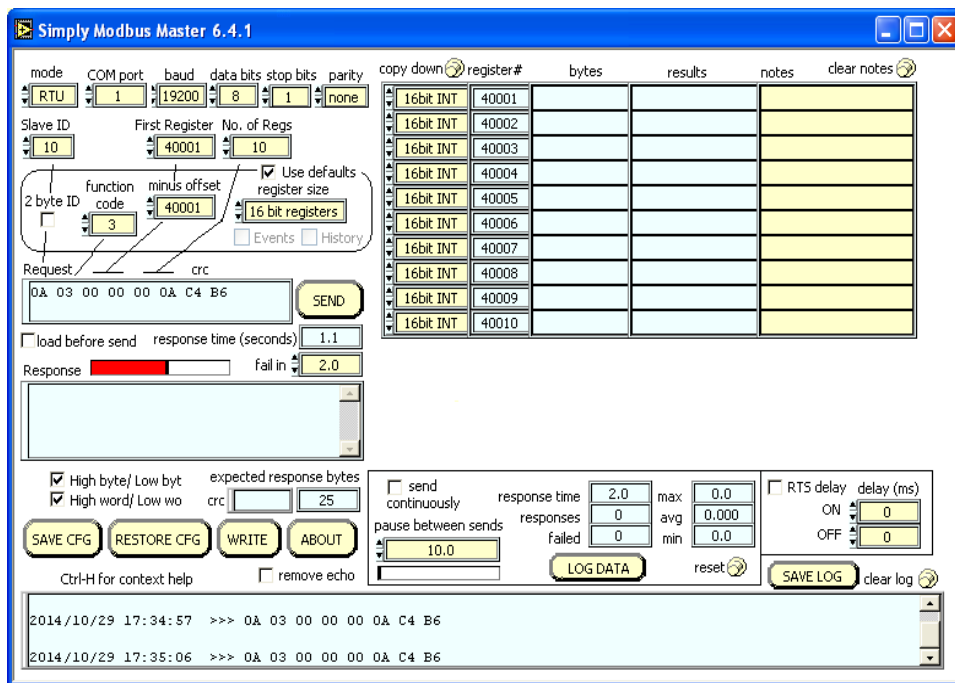 Simply Modbus Master 6.4.1
mode COM port baud data bits stop bits parity
RTU 1 19200 8 1 none
Slave ID First Register No. of Regs
10 40001 10
Use defaults
2 byte ID function code minus offset register size
3 40001 16 bit registers
Events History
Request crc
0A 03 00 00 00 0A C4 B6 SEND
load before send response time (seconds) 1.1
Response fail in 2.0
High byte/ Low byt expected response bytes
High word/ Low wo crc 25
SAVE CFG RESTORE CFG WRITE ABOUT
Ctrl-H for context help remove echo
copy down register# bytes results notes clear notes
16bit INT 40001
16bit INT 40002
16bit INT 40003
16bit INT 40004
16bit INT 40005
16bit INT 40006
16bit INT 40007
16bit INT 40008
16bit INT 40009
16bit INT 40010
send continuously
pause between sends
10.0
response time 2.0 max 0.0
responses 0 avg 0.000
failed 0 min 0.0
LOG DATA reset
RTS delay delay (ms)
ON 0
OFF 0
SAVE LOG clear log
2014/10/29 17:34:57 >>> 0A 03 00 00 00 0A C4 B6
2014/10/29 17:35:06 >>> 0A 03 00 00 00 0A C4 B6